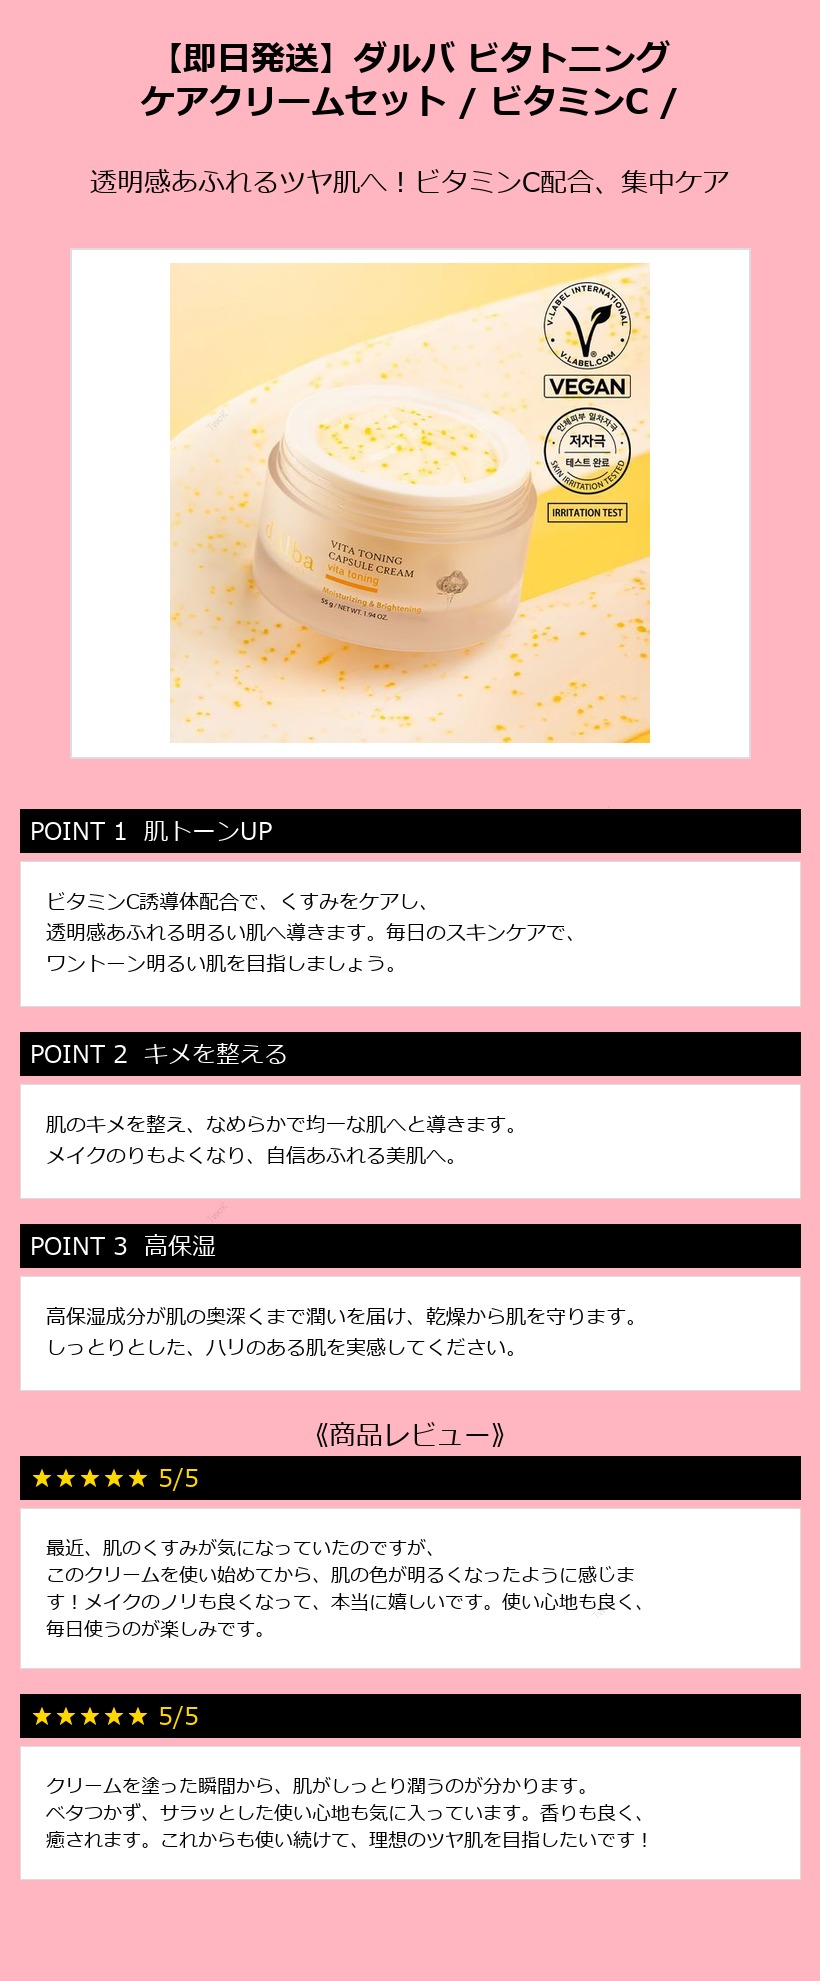 【即日発送】ダルバ ビタトニング
ケアクリームセット / ビタミンC /
透明感あふれるツヤ肌へ！ビタミンC配合、集中ケア
V-LABEL INTERNATIONAL
V-LABEL.COM
VEGAN
인체피부 일차자극
저자극
테스트 완료
SKIN IRRITATION TESTED
IRRITATION TEST
d'Alba
VITA TONING
CAPSULE CREAM
vita toning
Moisturizing & Brightening
55 g / NET WT. 1.94 OZ.
POINT 1 肌トーンUP
ビタミンC誘導体配合で、くすみをケアし、
透明感あふれる明るい肌へ導きます。毎日のスキンケアで、
ワントーン明るい肌を目指しましょう。
POINT 2 キメを整える
肌のキメを整え、なめらかで均一な肌へと導きます。
メイクのりもよくなり、自信あふれる美肌へ。
POINT 3 高保湿
高保湿成分が肌の奥深くまで潤いを届け、乾燥から肌を守ります。
しっとりとした、ハリのある肌を実感してください。
《商品レビュー》
★★★★★ 5/5
最近、肌のくすみが気になっていたのですが、
このクリームを使い始めてから、肌の色が明るくなったように感じま
す！メイクのノリも良くなって、本当に嬉しいです。使い心地も良く、
毎日使うのが楽しみです。
★★★★★ 5/5
クリームを塗った瞬間から、肌がしっとり潤うのが分かります。
ベタつかず、サラッとした使い心地も気に入っています。香りも良く、
癒されます。これからも使い続けて、理想のツヤ肌を目指したいです！